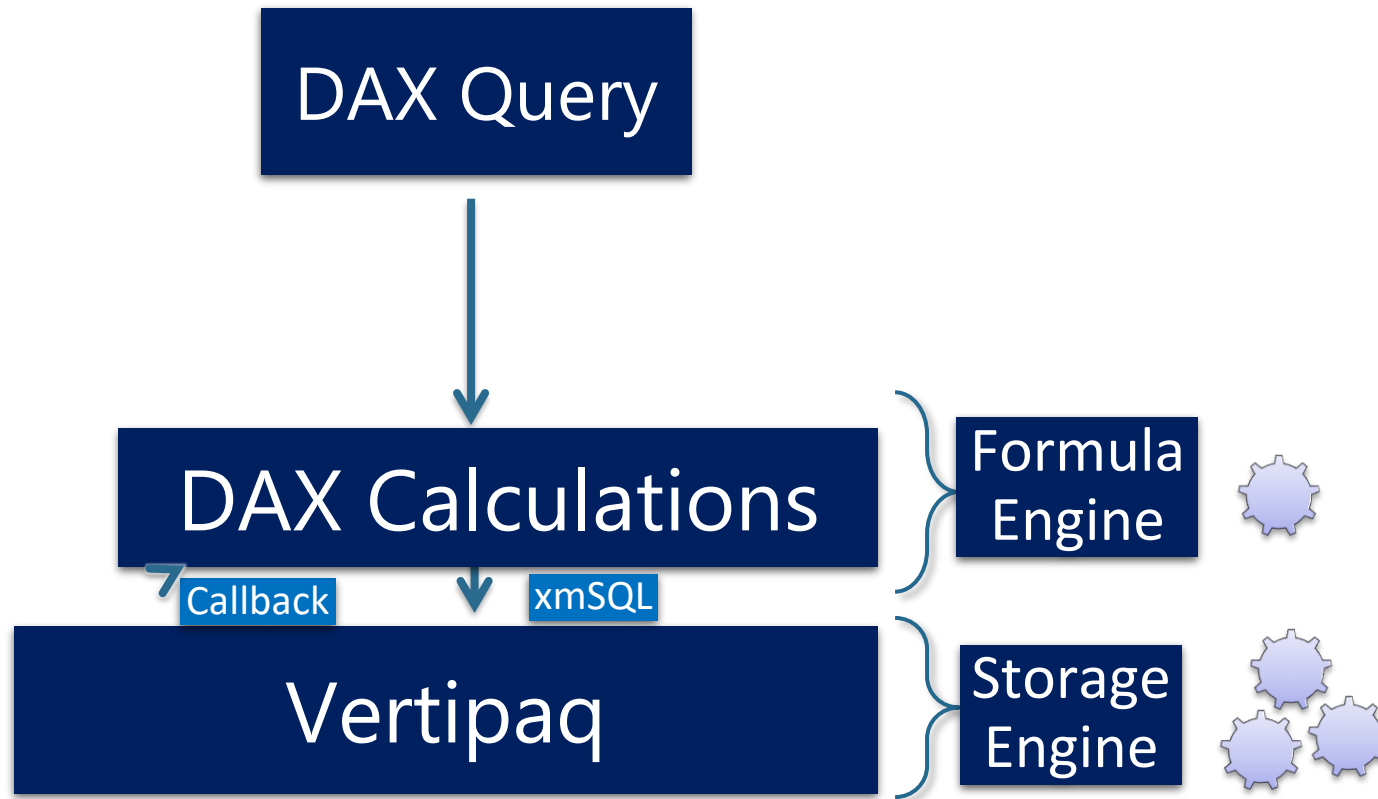 DAX Query
DAX Calculations
Formula
Engine
Callback
xmSQL
Vertipaq
Storage
Engine